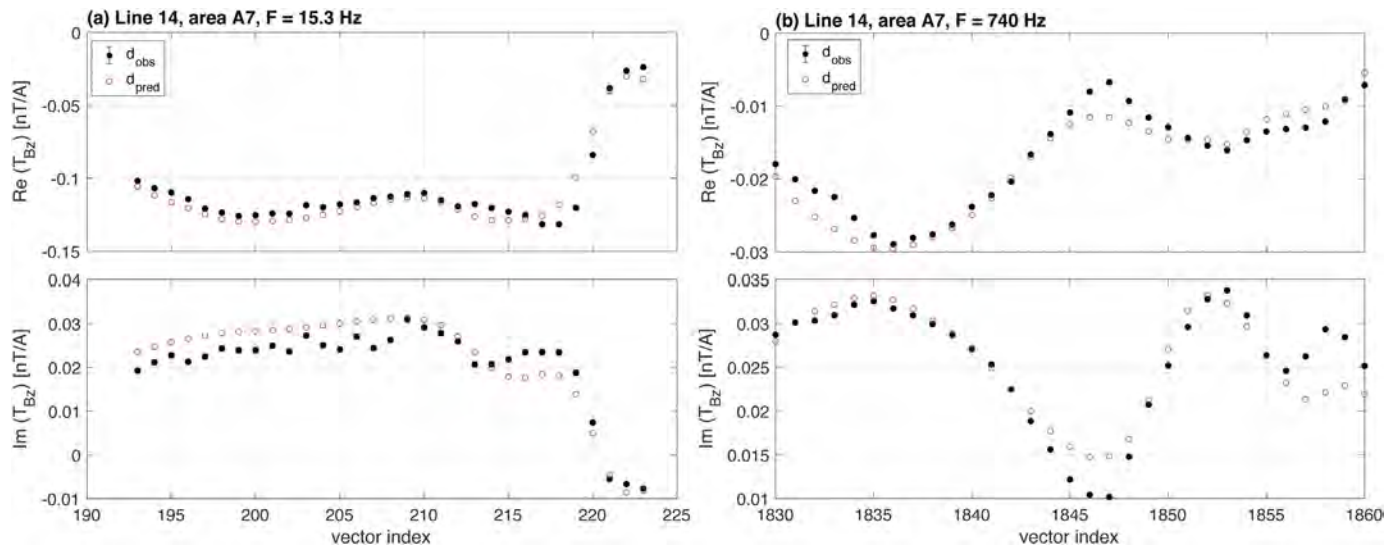 (a) Line 14, area A7, F = 15.3 Hz
0
-0.05
-0.1
-0.15
Re (T_Bz) [nT/A]
d_obs
d_pred
0.04
0.03
0.02
0.01
0
-0.01
Im (T_Bz) [nT/A]
190 195 200 205 210 215 220 225
vector index
(b) Line 14, area A7, F = 740 Hz
0
-0.01
-0.02
-0.03
Re (T_Bz) [nT/A]
d_obs
d_pred
0.035
0.03
0.025
0.02
0.015
0.01
Im (T_Bz) [nT/A]
1830 1835 1840 1845 1850 1855 1860
vector index